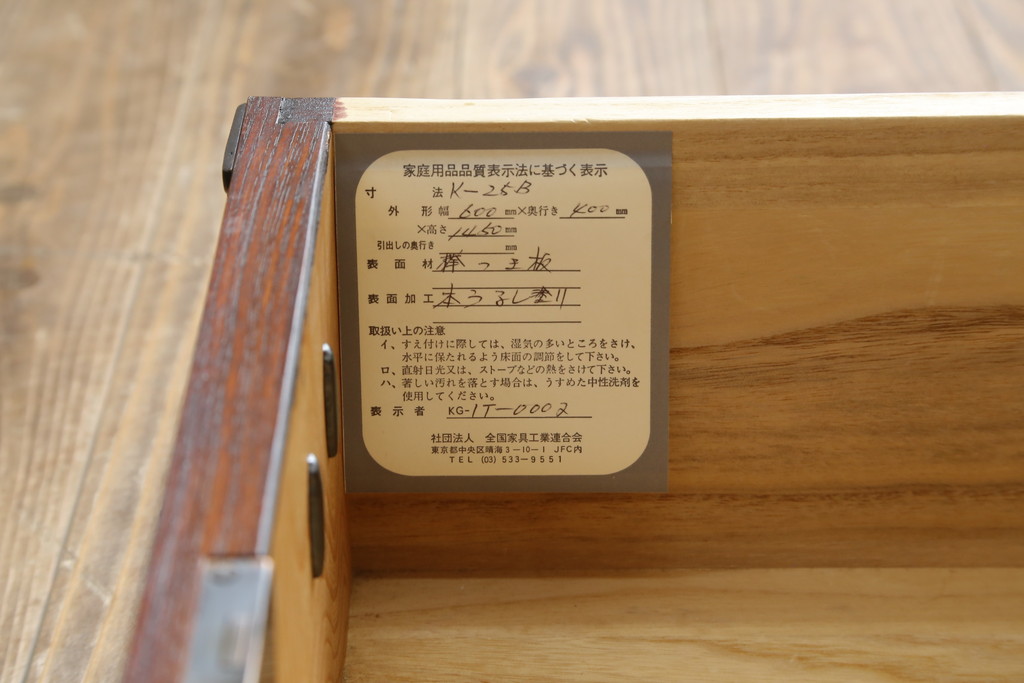 家庭用品品質表示法に基づく表示
寸法 K-25B
外形幅 600 mm×奥行き 400 mm
×高さ 1450 mm
引出しの奥行き mm
表面材 欅つき板
表面加工 本うるし塗り
取扱い上の注意
イ、すえ付けに際しては、湿気の多いところをさけ、
水平に保たれるよう床面の調節をして下さい。
ロ、直射日光又は、ストーブなどの熱をさけて下さい。
ハ、著しい汚れを落とす場合は、うすめた中性洗剤を
使用してください。
表示者 KG-IT-0002
社団法人 全国家具工業連合会
東京都中央区晴海3-10-1 JFC内
TEL (03) 533-9551